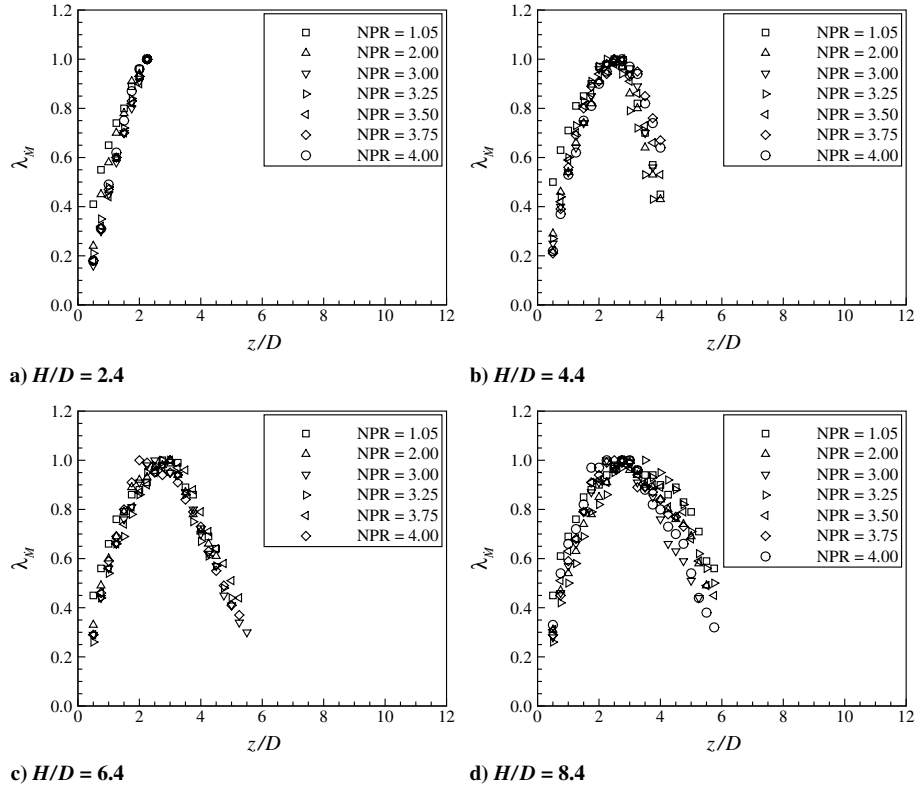 1.2
1.0
0.8
0.6
0.4
0.2
0.0
λM
0 2 4 6 8 10 12
z/D
NPR = 1.05
NPR = 2.00
NPR = 3.00
NPR = 3.25
NPR = 3.50
NPR = 3.75
NPR = 4.00
a) H/D = 2.4
1.2
1.0
0.8
0.6
0.4
0.2
0.0
λM
0 2 4 6 8 10 12
z/D
NPR = 1.05
NPR = 2.00
NPR = 3.00
NPR = 3.25
NPR = 3.50
NPR = 3.75
NPR = 4.00
b) H/D = 4.4
1.2
1.0
0.8
0.6
0.4
0.2
0.0
λM
0 2 4 6 8 10 12
z/D
NPR = 1.05
NPR = 2.00
NPR = 3.00
NPR = 3.25
NPR = 3.75
NPR = 4.00
c) H/D = 6.4
1.2
1.0
0.8
0.6
0.4
0.2
0.0
λM
0 2 4 6 8 10 12
z/D
NPR = 1.05
NPR = 2.00
NPR = 3.00
NPR = 3.25
NPR = 3.50
NPR = 3.75
NPR = 4.00
d) H/D = 8.4